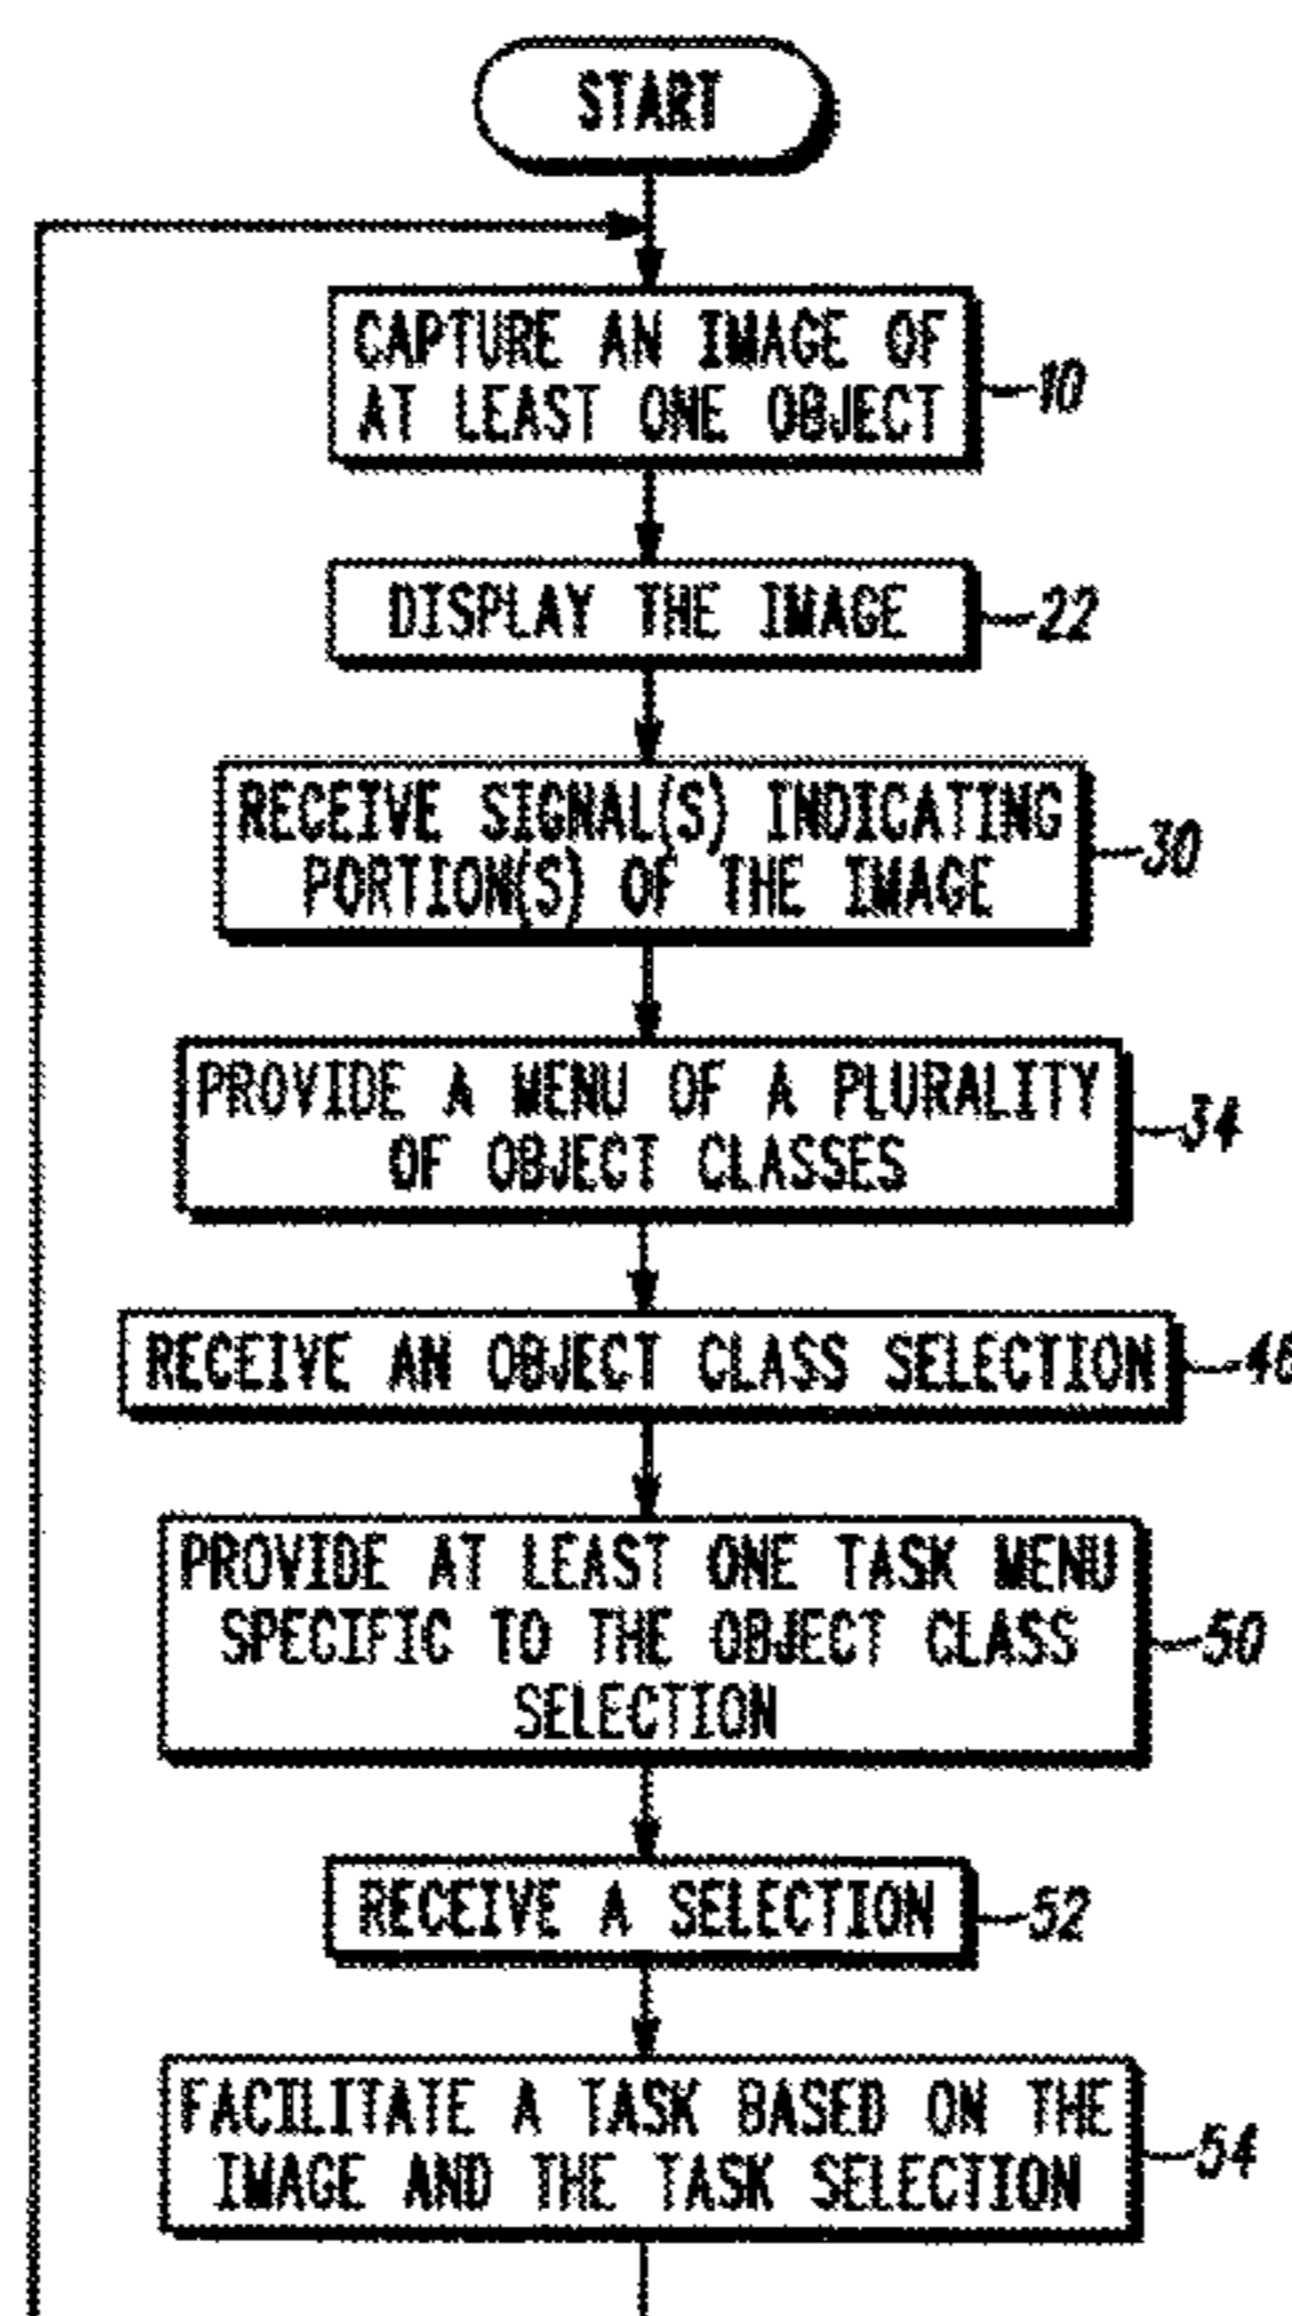 START
CAPTURE AN IMAGE OF
AT LEAST ONE OBJECT
10
DISPLAY THE IMAGE
22
RECEIVE SIGNAL(S) INDICATING
PORTION(S) OF THE IMAGE
30
PROVIDE A MENU OF A PLURALITY
OF OBJECT CLASSES
34
RECEIVE AN OBJECT CLASS SELECTION
PROVIDE AT LEAST ONE TASK MENU
SPECIFIC TO THE OBJECT CLASS
SELECTION
50
RECEIVE A SELECTION
52
FACILITATE A TASK BASED ON THE
IMAGE AND THE TASK SELECTION
54